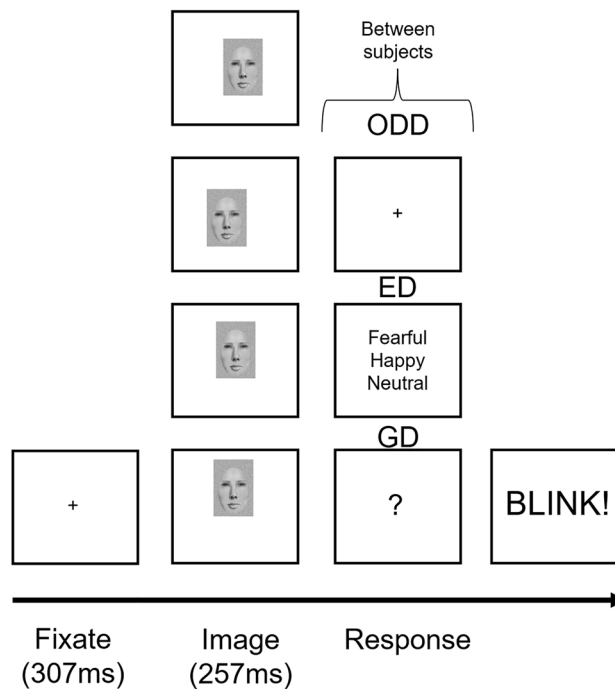 Between
subjects
ODD
+
ED
Fearful
Happy
Neutral
GD
+
?
BLINK!
Fixate
(307ms)
Image
(257ms)
Response